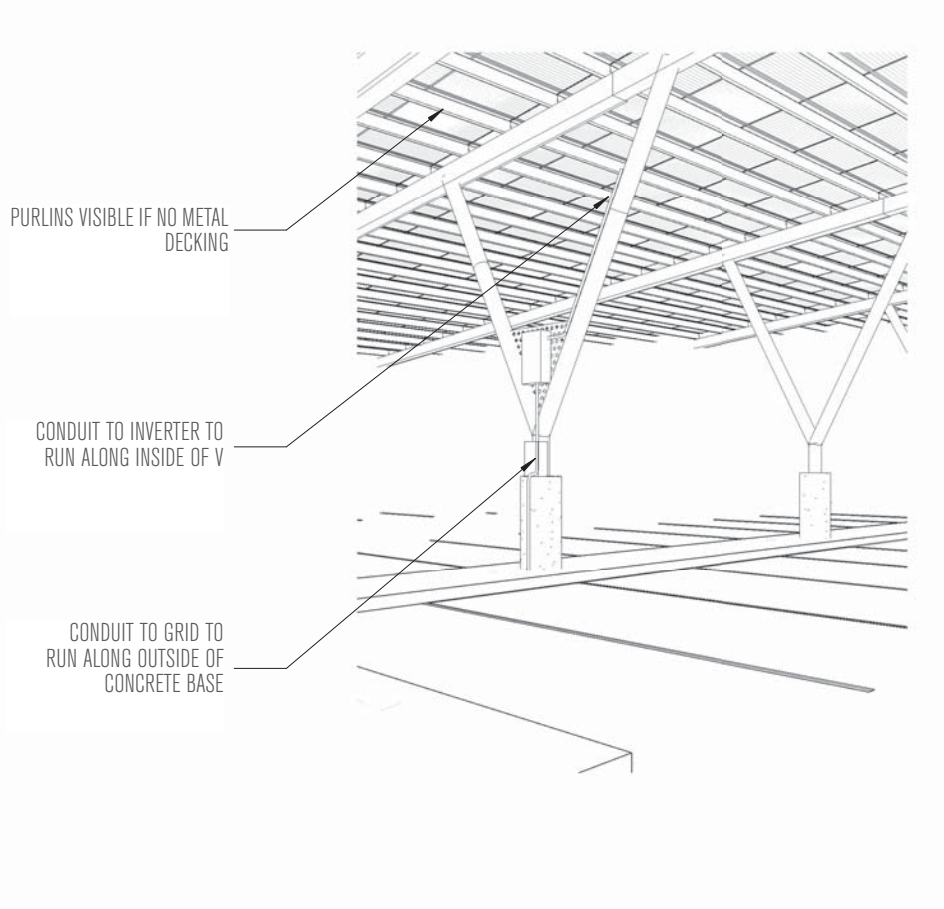 PURLINS VISIBLE IF NO METAL
DECKING
CONDUIT TO INVERTER TO
RUN ALONG INSIDE OF V
CONDUIT TO GRID TO
RUN ALONG OUTSIDE OF
CONCRETE BASE